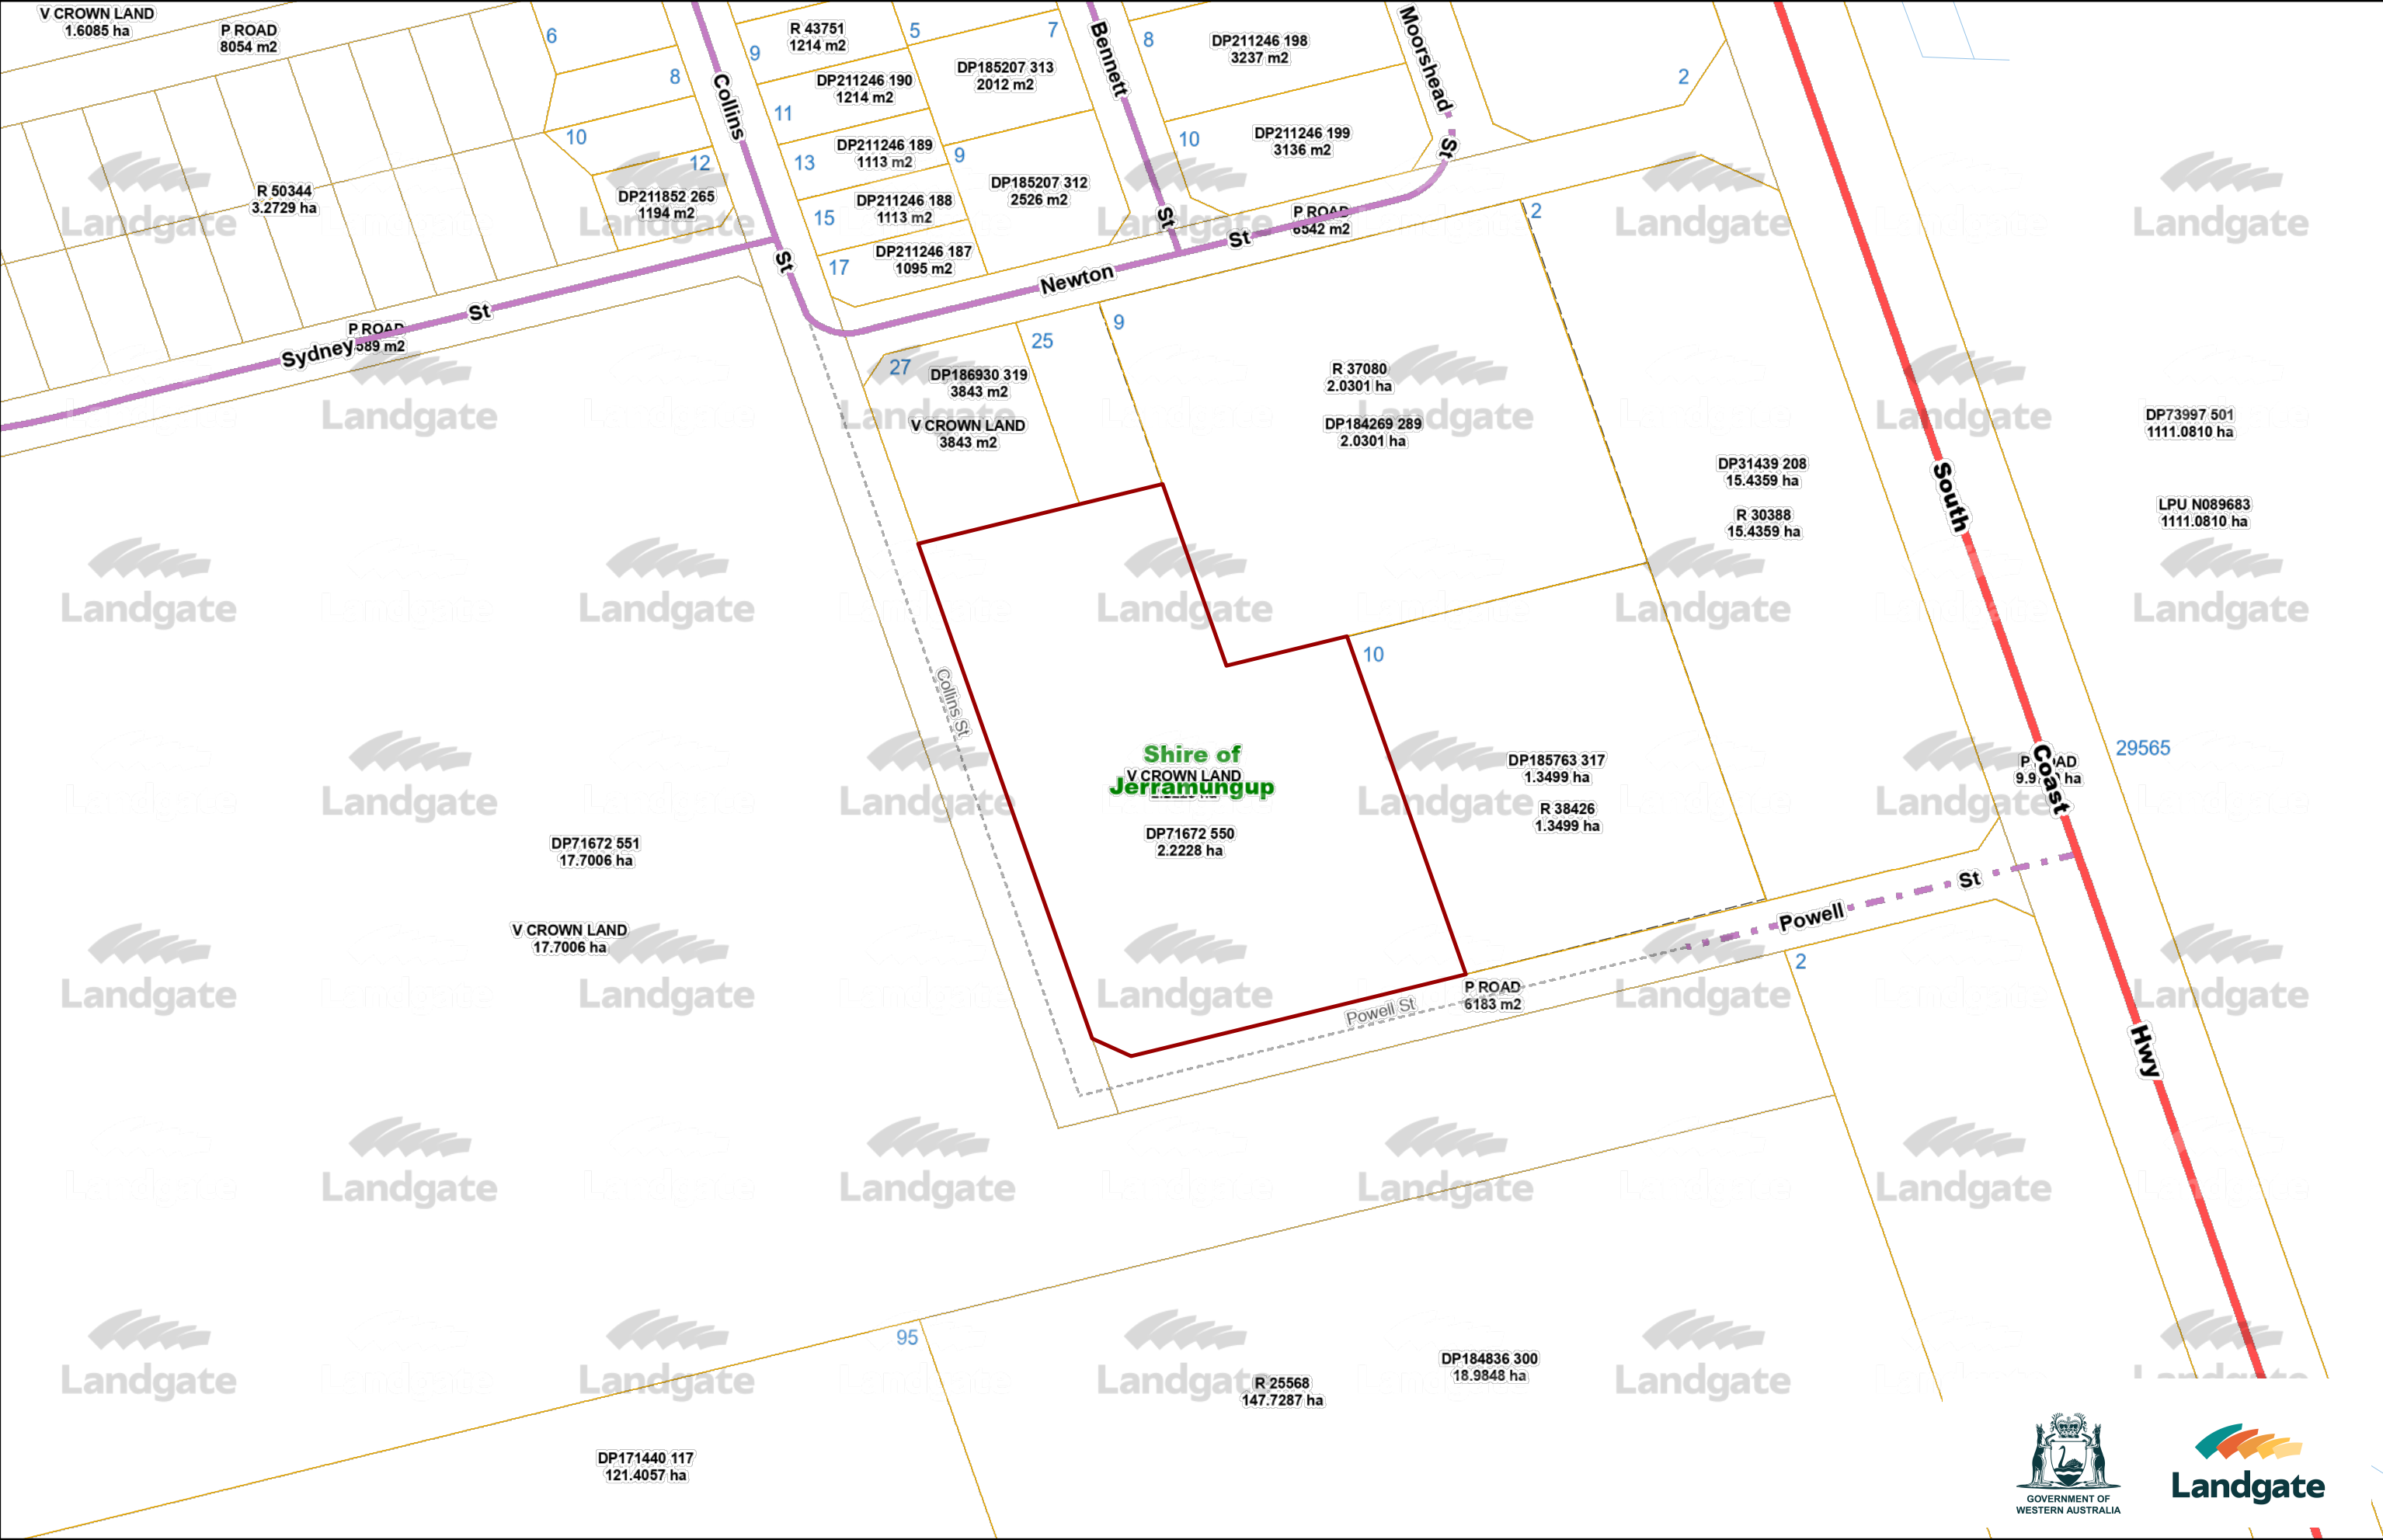 V CROWN LAND
1.6085 ha
P ROAD
8054 m2
6
8
10
12
R 50344
3.2729 ha
DP211852 265
1194 m2
Collins
St
9
11
13
15
17
R 43751
1214 m2
DP211246 190
1214 m2
DP211246 189
1113 m2
DP211246 188
1113 m2
DP211246 187
1095 m2
5
7
9
DP185207 313
2012 m2
DP185207 312
2526 m2
Bennett
St
8
10
DP211246 198
3237 m2
DP211246 199
3136 m2
Moorshead
St
2
P ROAD
6542 m2
Newton
St
2
Sydney
St
P ROAD
589 m2
27
25
9
DP186930 319
3843 m2
V CROWN LAND
3843 m2
R 37080
2.0301 ha
DP184269 289
2.0301 ha
DP31439 208
15.4359 ha
R 30388
15.4359 ha
South
Coast
Hwy
DP73997 501
1111.0810 ha
LPU N089683
1111.0810 ha
29565
Collins St
10
Shire of
V CROWN LAND
Jerramungup
DP71672 550
2.2228 ha
DP185763 317
1.3499 ha
R 38426
1.3499 ha
DP71672 551
17.7006 ha
V CROWN LAND
17.7006 ha
Powell
St
Powell St
P ROAD
6183 m2
2
95
R 25568
147.7287 ha
DP184836 300
18.9848 ha
DP171440 117
121.4057 ha
GOVERNMENT OF
WESTERN AUSTRALIA
Landgate